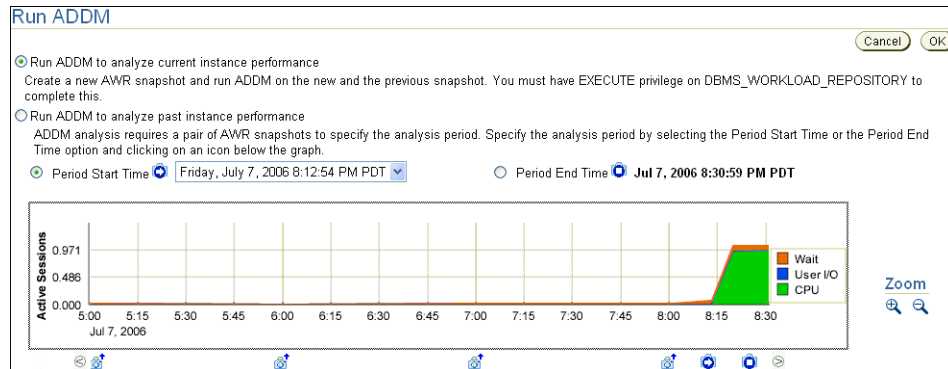 Run ADDM
Cancel OK
Run ADDM to analyze current instance performance
Create a new AWR snapshot and run ADDM on the new and the previous snapshot. You must have EXECUTE privilege on DBMS_WORKLOAD_REPOSITORY to
complete this.
Run ADDM to analyze past instance performance
ADDM analysis requires a pair of AWR snapshots to specify the analysis period. Specify the analysis period by selecting the Period Start Time or the Period End
Time option and clicking on an icon below the graph.
Period Start Time Friday, July 7, 2006 8:12:54 PM PDT Period End Time Jul 7, 2006 8:30:59 PM PDT
Active Sessions
0.971
0.486
0.000
Wait
User I/O
CPU
5:00 5:15 5:30 5:45 6:00 6:15 6:30 6:45 7:00 7:15 7:30 7:45 8:00 8:15 8:30
Jul 7, 2006
Zoom